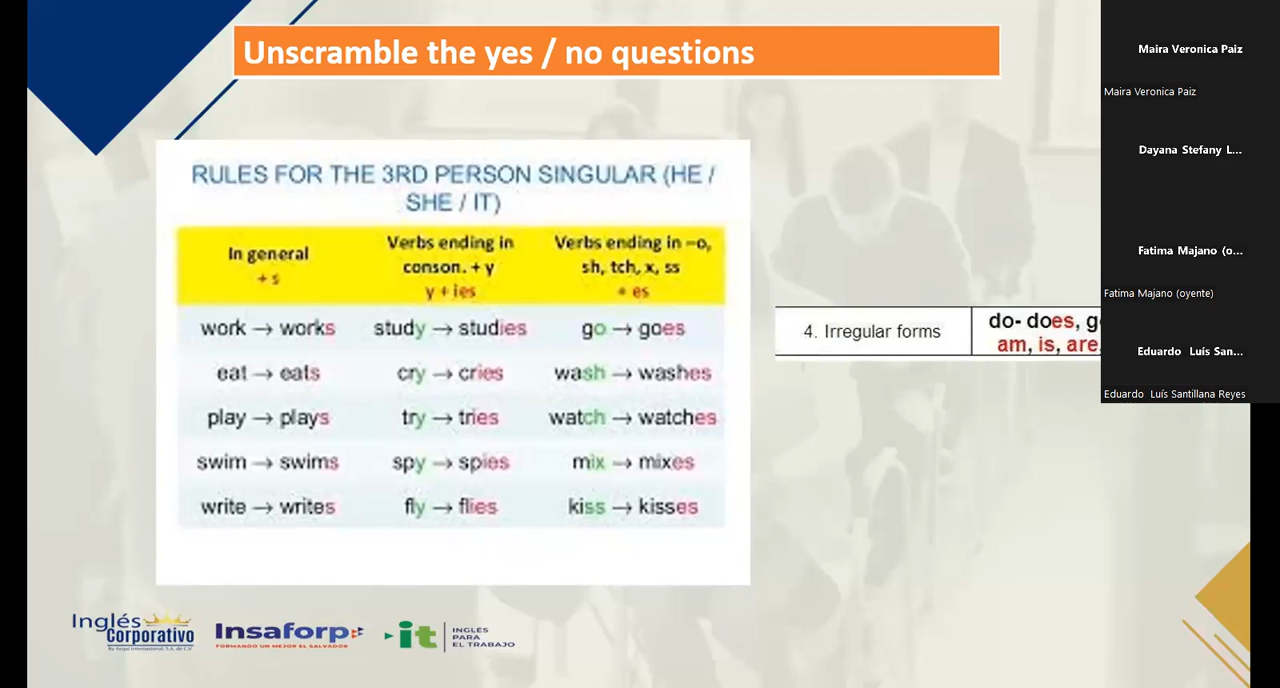 Unscramble the yes / no questions
RULES FOR THE 3RD PERSON SINGULAR (HE /
SHE / IT)
In general
+ s
Verbs ending in
conson. + y
y + ies
Verbs ending in –o,
sh, tch, x, ss
+ es
work → works
study → studies
go → goes
eat → eats
cry → cries
wash → washes
play → plays
try → tries
watch → watches
swim → swims
spy → spies
mix → mixes
write → writes
fly → flies
kiss → kisses
4. Irregular forms
do- does, g
am, is, are,
Inglés
Corporativo
Insaforp
FORMANDO UN MEJOR EL SALVADOR
it
INGLÉS
PARA
EL TRABAJO
Maira Veronica Paiz
Maira Veronica Paiz
Dayana Stefany L...
Fatima Majano (o...
Fatima Majano (oyente)
Eduardo Luís San...
Eduardo Luís Santillana Reyes